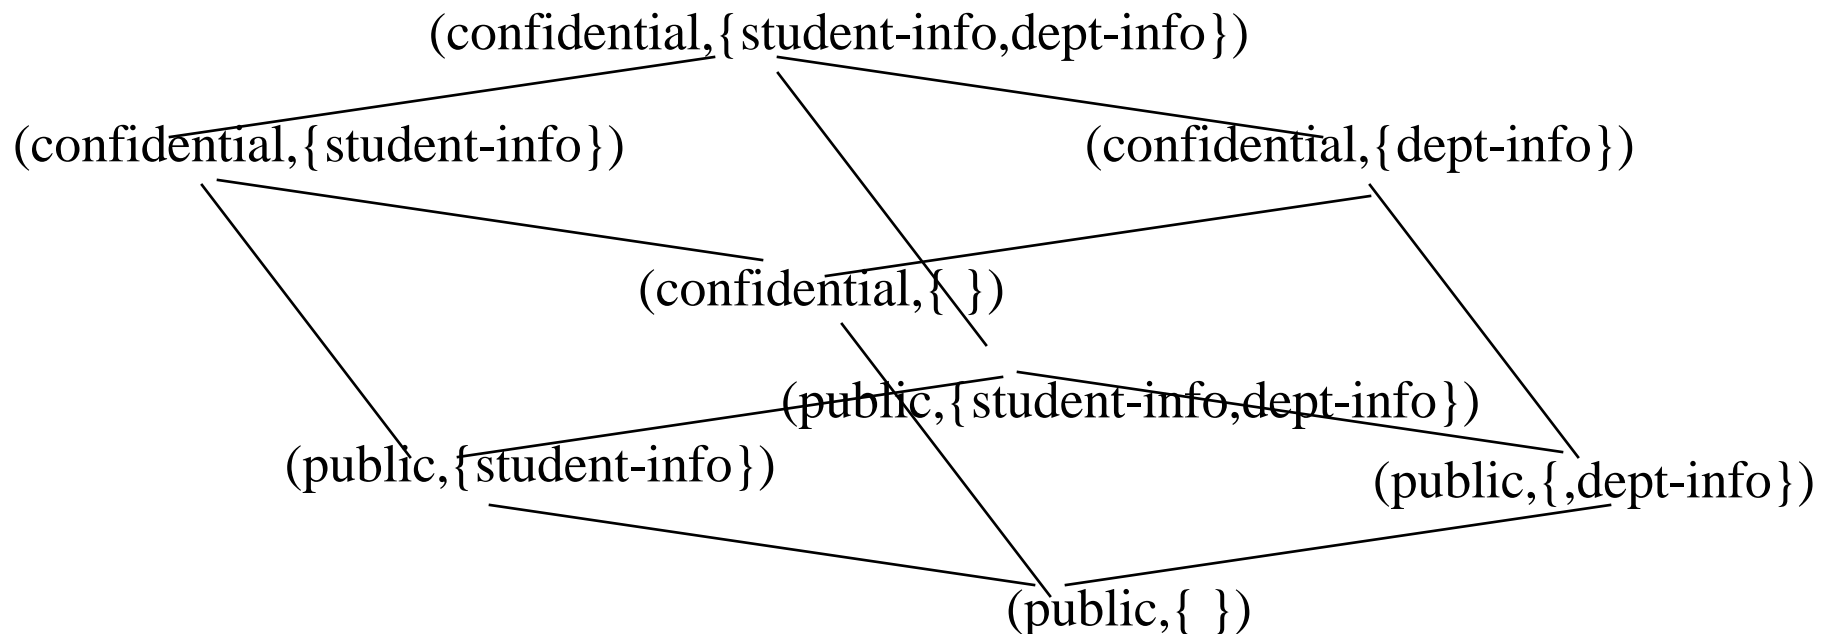 (confidential,{student-info,dept-info})
(confidential,{student-info})
(confidential,{dept-info})
(confidential,{ })
(public,{student-info,dept-info})
(public,{student-info})
(public,{,dept-info})
(public,{ })